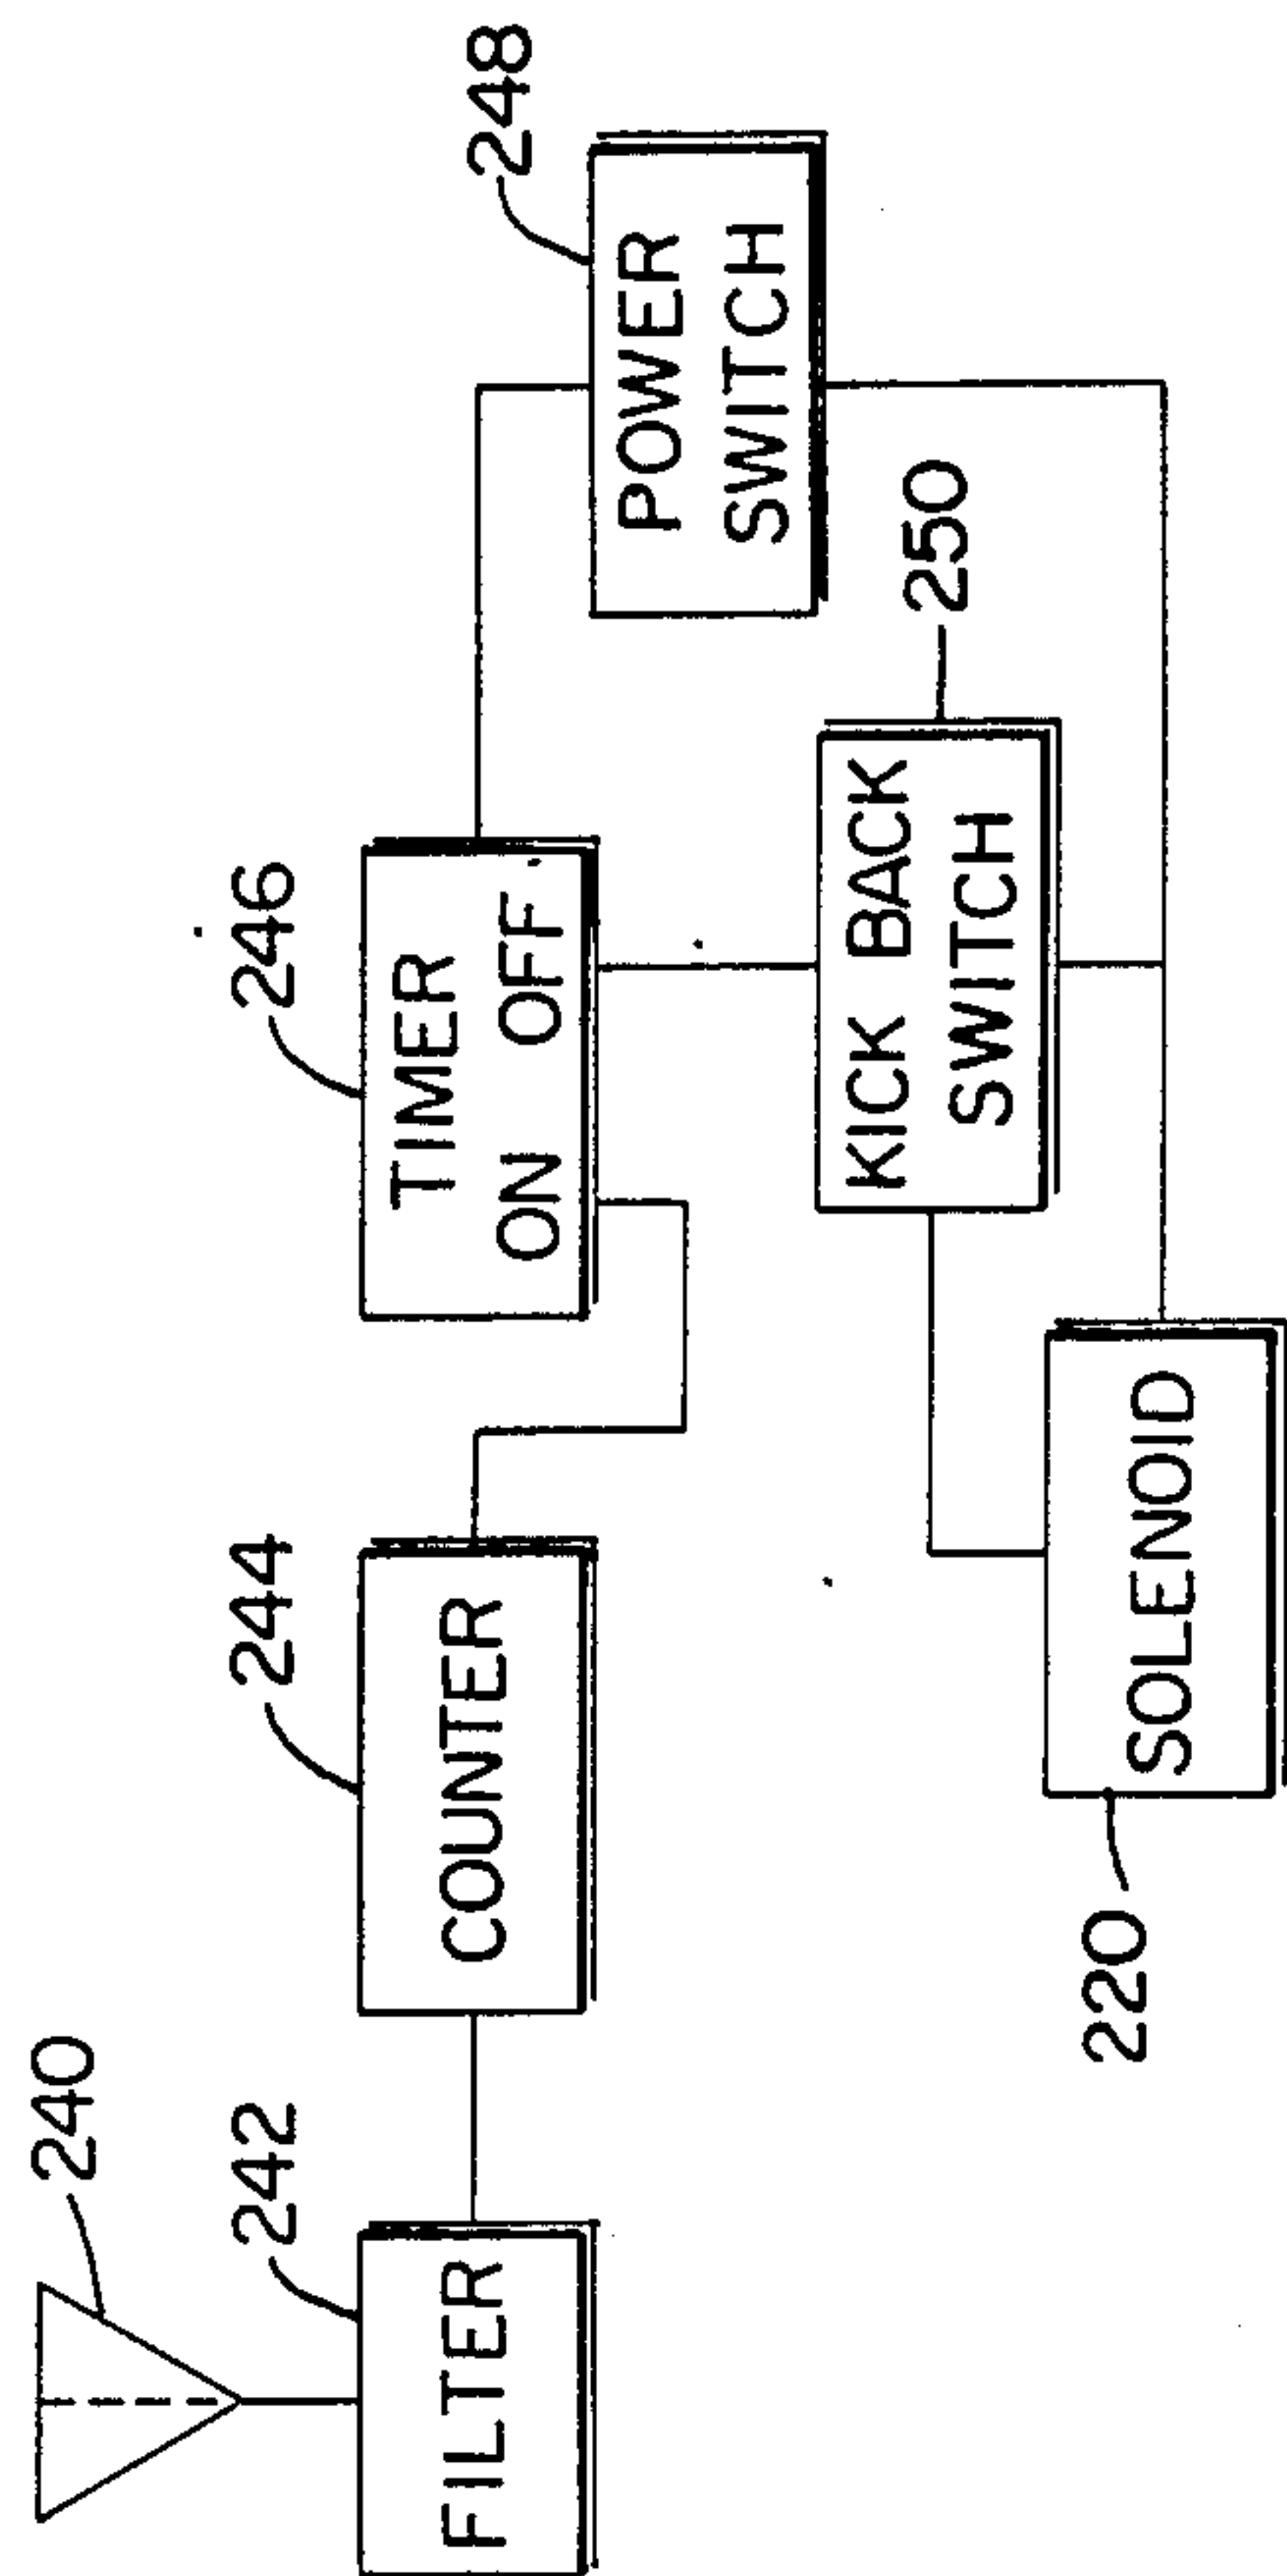 240
242
FILTER
244
COUNTER
246
TIMER
ON OFF
248
POWER
SWITCH
250
KICK BACK
SWITCH
220
SOLENOID